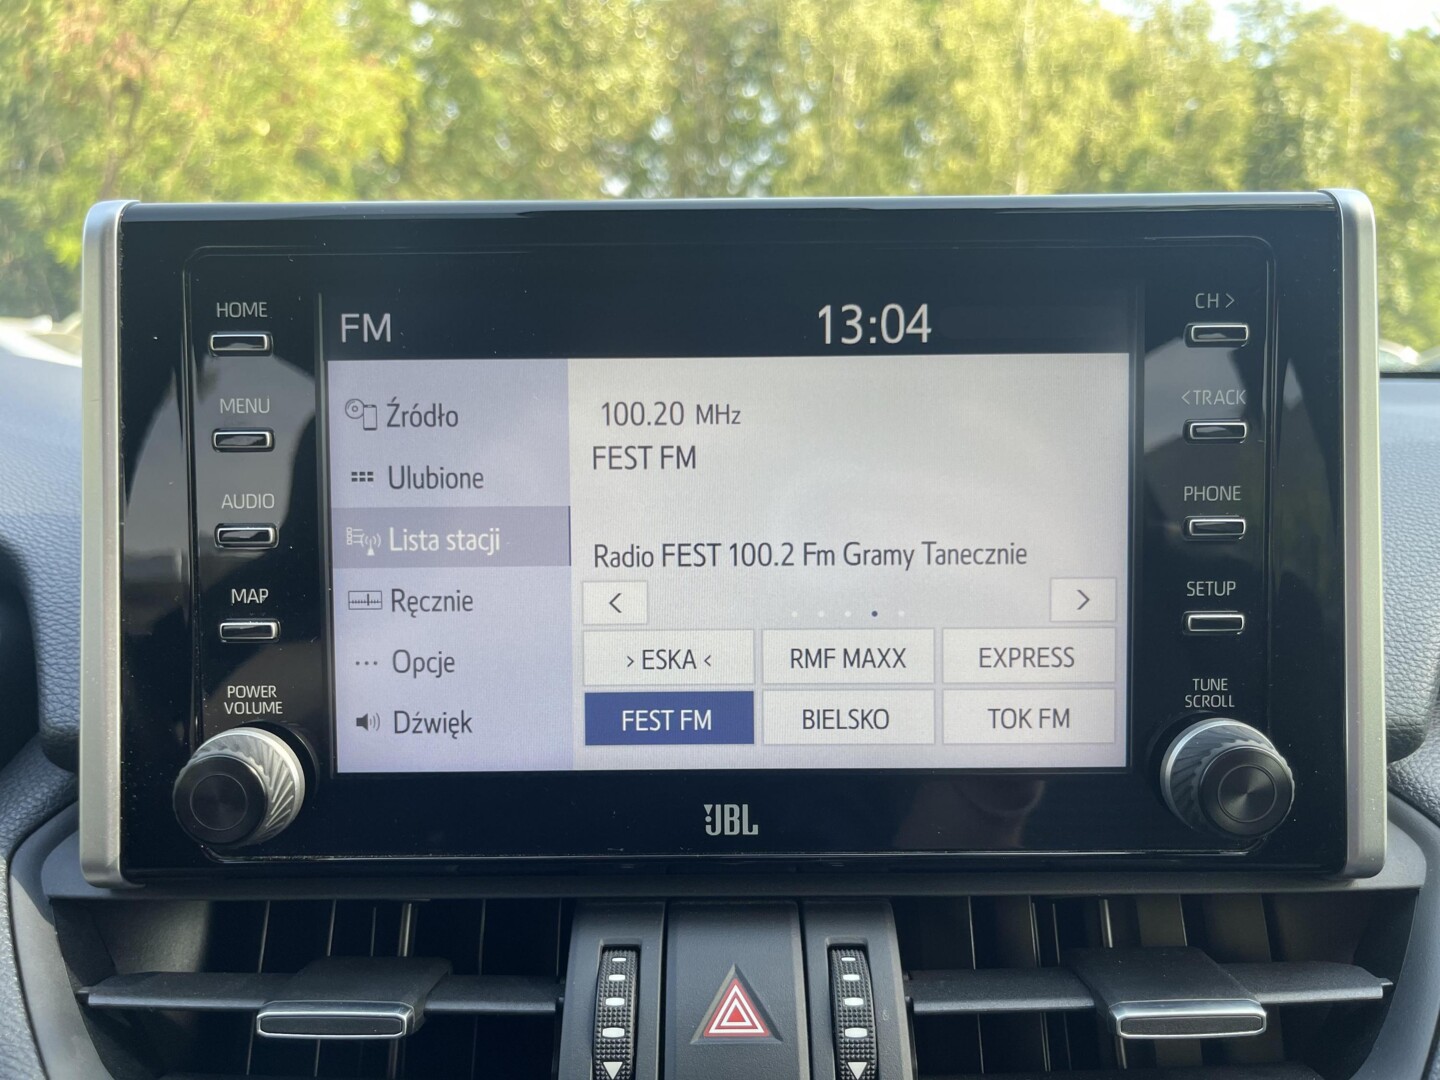 HOME
MENU
AUDIO
MAP
POWER
VOLUME
FM
13:04
Źródło
Ulubione
Lista stacji
Ręcznie
Opcje
Dźwięk
100.20 MHz
FEST FM
Radio FEST 100.2 Fm Gramy Tanecznie
< >
› ESKA ‹ RMF MAXX EXPRESS
FEST FM BIELSKO TOK FM
CH >
< TRACK
PHONE
SETUP
TUNE
SCROLL
JBL